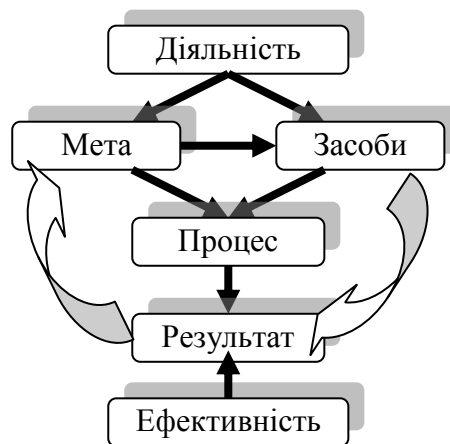 Діяльність
Мета
Засоби
Процес
Результат
Ефективність